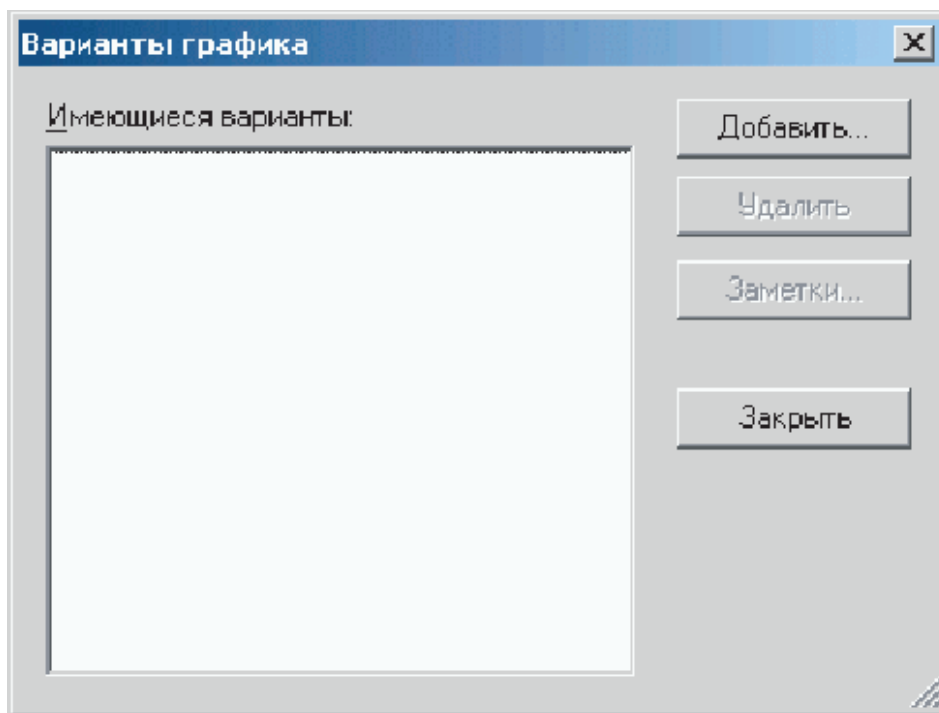 Варианты графика
Имеющиеся варианты:
Добавить...
Удалить
Заметки...
Закрыть